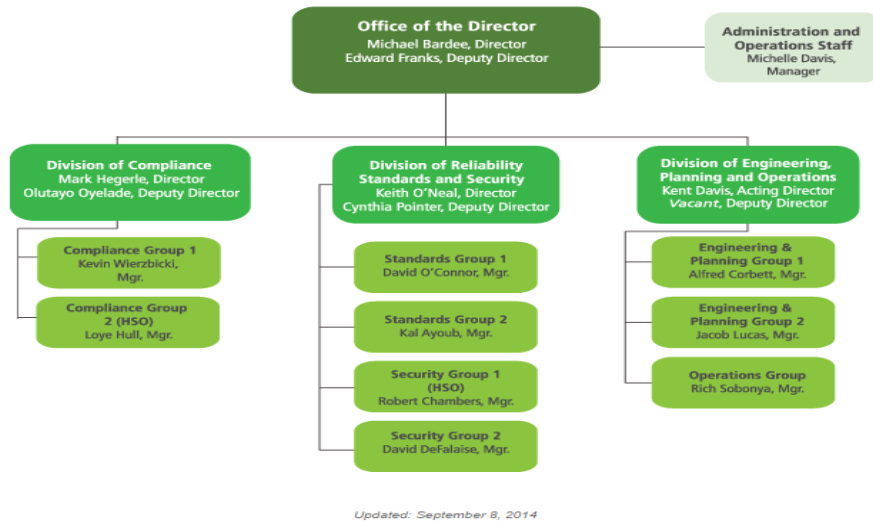 Office of the Director
Michael Bardee, Director
Edward Franks, Deputy Director
Administration and
Operations Staff
Michelle Davis,
Manager
Division of Compliance
Mark Hegerle, Director
Olutayo Oyelade, Deputy Director
Compliance Group 1
Kevin Wierzbicki,
Mgr.
Compliance Group
2 (HSO)
Loye Hull, Mgr.
Division of Reliability
Standards and Security
Keith O'Neal, Director
Cynthia Pointer, Deputy Director
Standards Group 1
David O'Connor, Mgr.
Standards Group 2
Kal Ayoub, Mgr.
Security Group 1
(HSO)
Robert Chambers, Mgr.
Security Group 2
David DeFalaise, Mgr.
Division of Engineering,
Planning and Operations
Kent Davis, Acting Director
Vacant, Deputy Director
Engineering &
Planning Group 1
Alfred Corbett, Mgr.
Engineering &
Planning Group 2
Jacob Lucas, Mgr.
Operations Group
Rich Sobonya, Mgr.
Updated: September 8, 2014